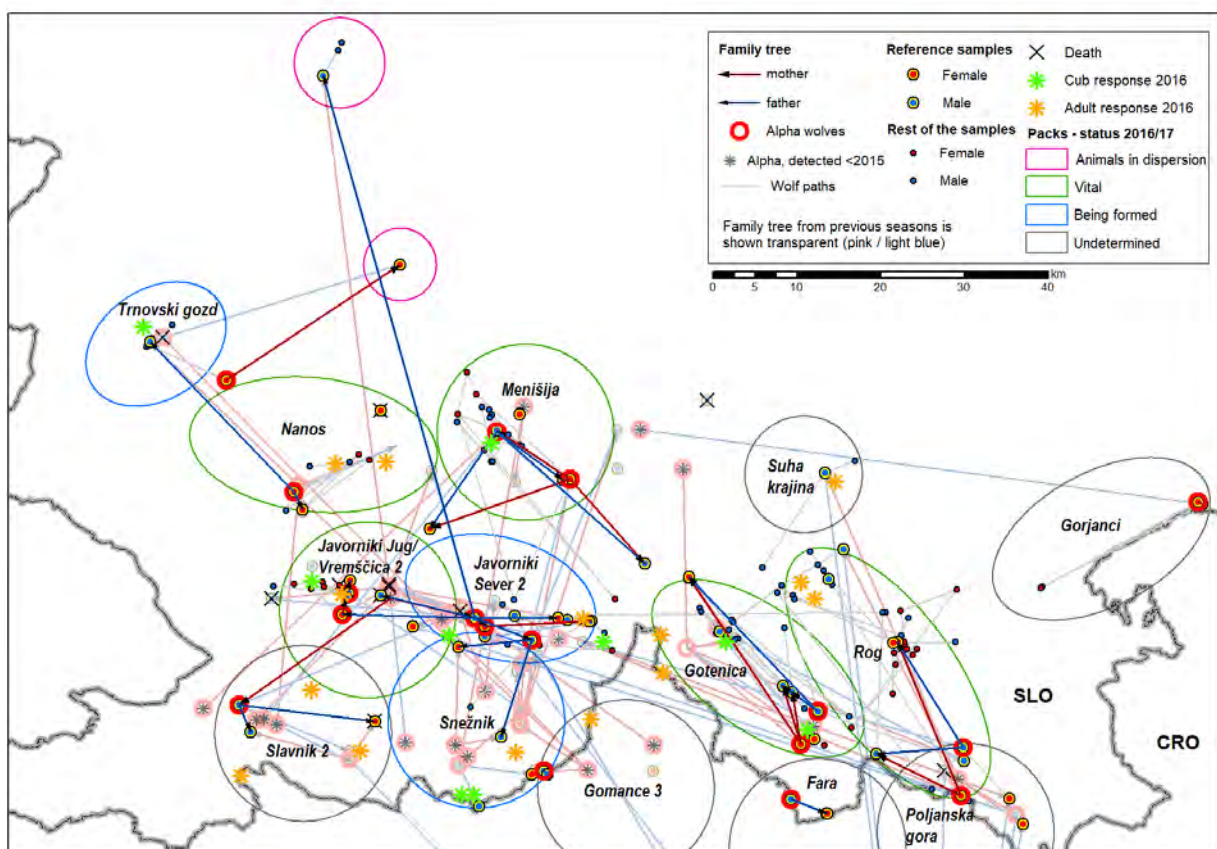 Family tree
mother
father
Alpha wolves
Alpha, detected <2015
Wolf paths
Family tree from previous seasons is
shown transparent (pink / light blue)
Reference samples
Female
Male
Rest of the samples
Female
Male
Death
Cub response 2016
Adult response 2016
Packs - status 2016/17
Animals in dispersion
Vital
Being formed
Undetermined
km
0 5 10 20 30 40
Trnovski gozd
Menišija
Nanos
Suha
krajina
Gorjanci
Javorniki Jug/
Vremščica 2
Javorniki
Sever 2
Gotenica
Rog
SLO
CRO
Snežnik
Slavnik 2
Gomance 3
Fara
Poljanska
gora